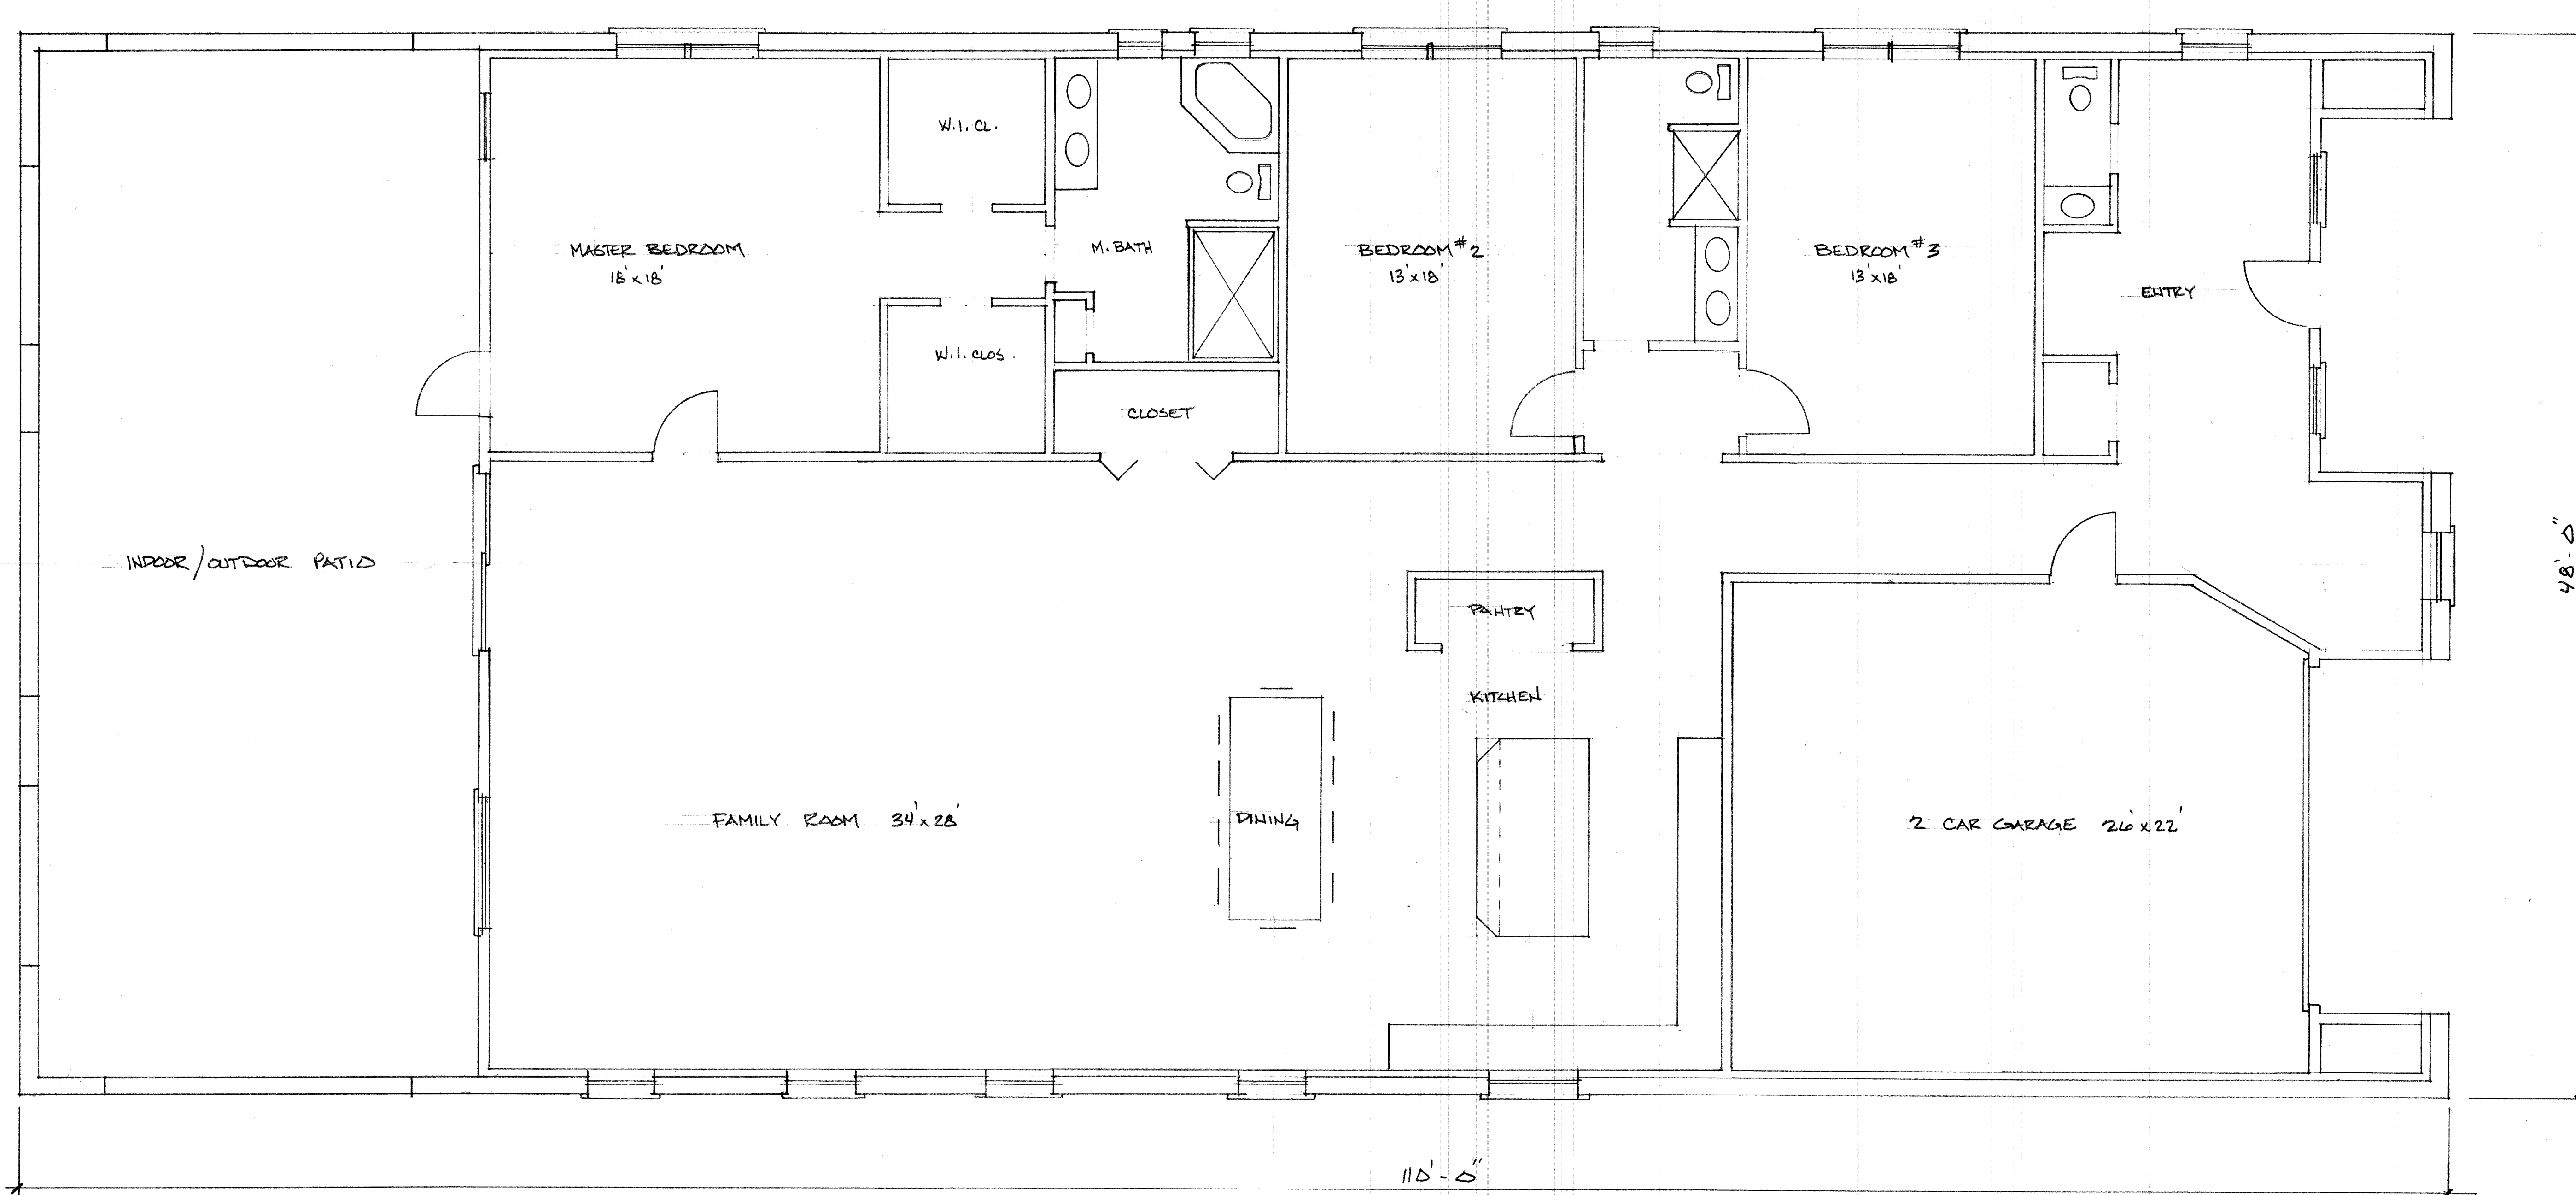 W.I. CL.
MASTER BEDROOM
18' x 18'
M. BATH
BEDROOM #2
13' x 18'
BEDROOM #3
13' x 18'
ENTRY
W.I. CLOS.
CLOSET
INDOOR/OUTDOOR PATIO
48'-0"
PANTRY
KITCHEN
FAMILY ROOM 34' x 28'
DINING
2 CAR GARAGE 26' x 22'
110'-0"